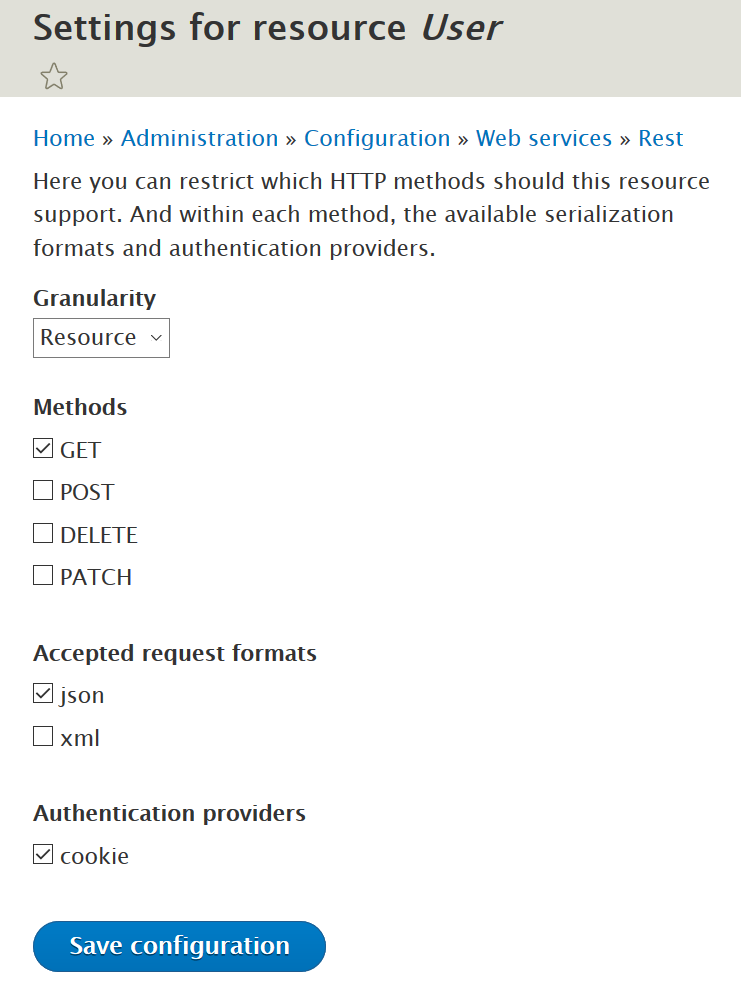 Settings for resource User
Home » Administration » Configuration » Web services » Rest
Here you can restrict which HTTP methods should this resource
support. And within each method, the available serialization
formats and authentication providers.
Granularity
Resource
Methods
GET
POST
DELETE
PATCH
Accepted request formats
json
xml
Authentication providers
cookie
Save configuration